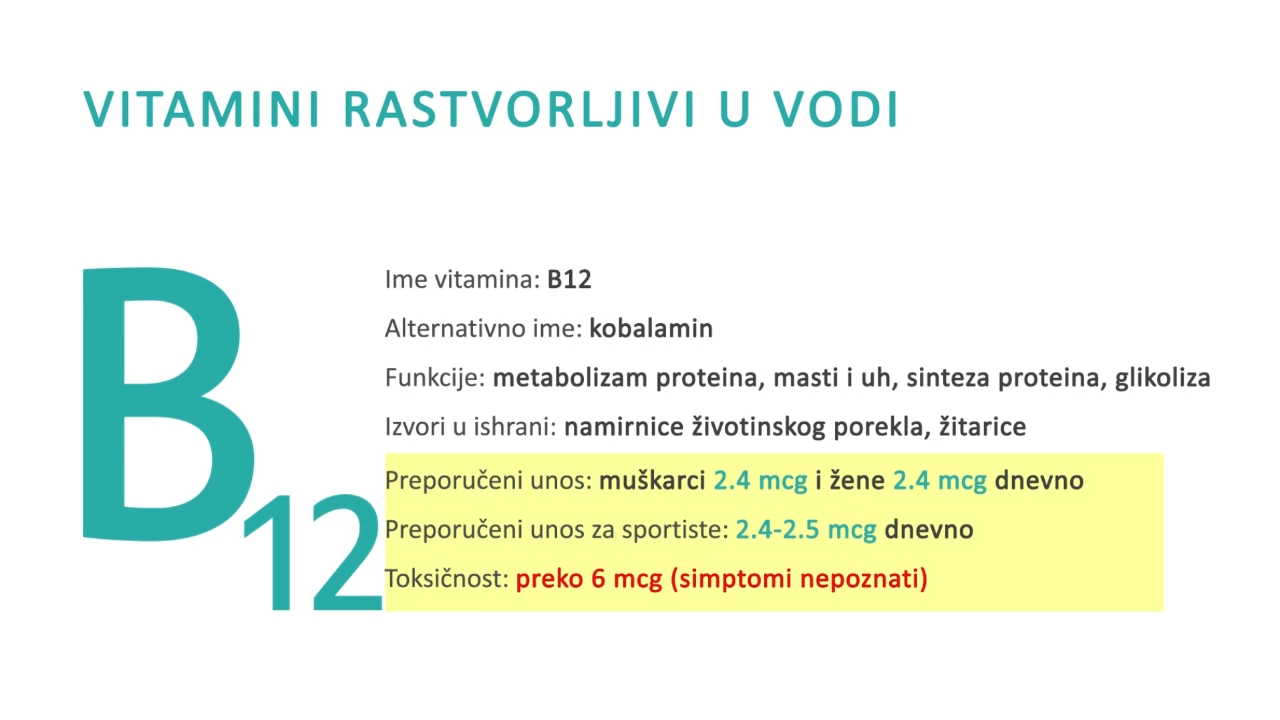 VITAMINI RASTVORLJIVI U VODI
B12
Ime vitamina: B12
Alternativno ime: kobalamin
Funkcije: metabolizam proteina, masti i uh, sinteza proteina, glikoliza
Izvori u ishrani: namirnice životinskog porekla, žitarice
Preporučeni unos: muškarci 2.4 mcg i žene 2.4 mcg dnevno
Preporučeni unos za sportiste: 2.4-2.5 mcg dnevno
Toksičnost: preko 6 mcg (simptomi nepoznati)